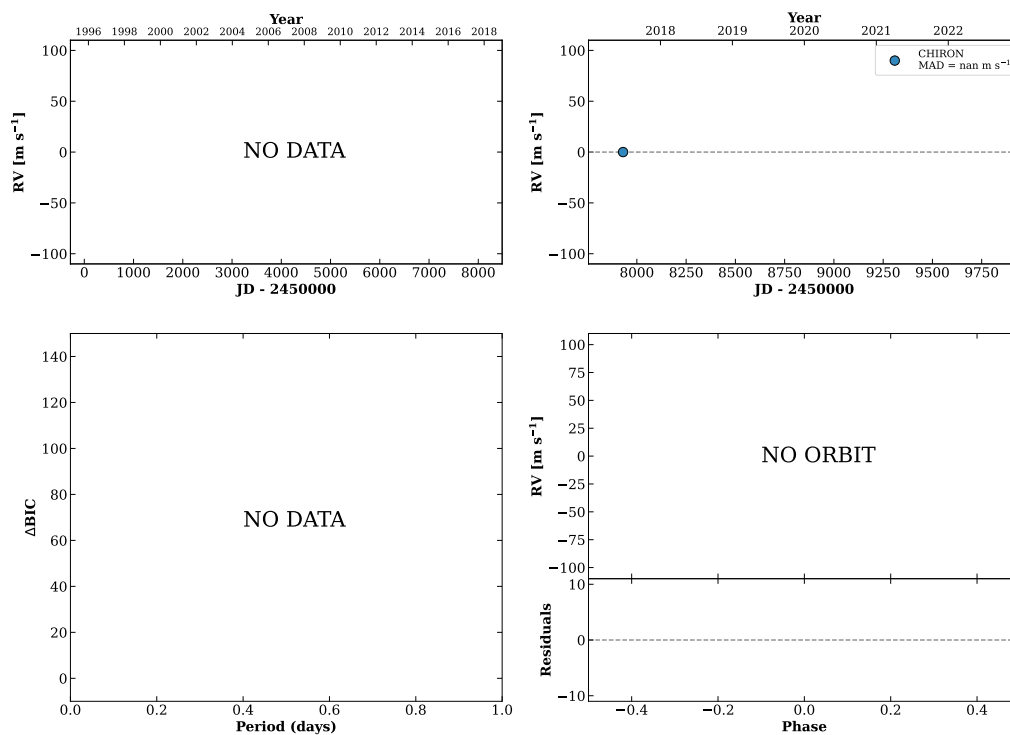 Year
1996 1998 2000 2002 2004 2006 2008 2010 2012 2014 2016 2018
100
50
0
−50
−100
RV [m s⁻¹]
NO DATA
0 1000 2000 3000 4000 5000 6000 7000 8000
JD - 2450000
Year
2018 2019 2020 2021 2022
100
50
0
−50
−100
RV [m s⁻¹]
CHIRON
MAD = nan m s⁻¹
8000 8250 8500 8750 9000 9250 9500 9750
JD - 2450000
140
120
100
80
60
40
20
0
ΔBIC
NO DATA
0.0 0.2 0.4 0.6 0.8 1.0
Period (days)
100
75
50
25
0
−25
−50
−75
−100
RV [m s⁻¹]
NO ORBIT
10
0
−10
Residuals
−0.4 −0.2 0.0 0.2 0.4
Phase